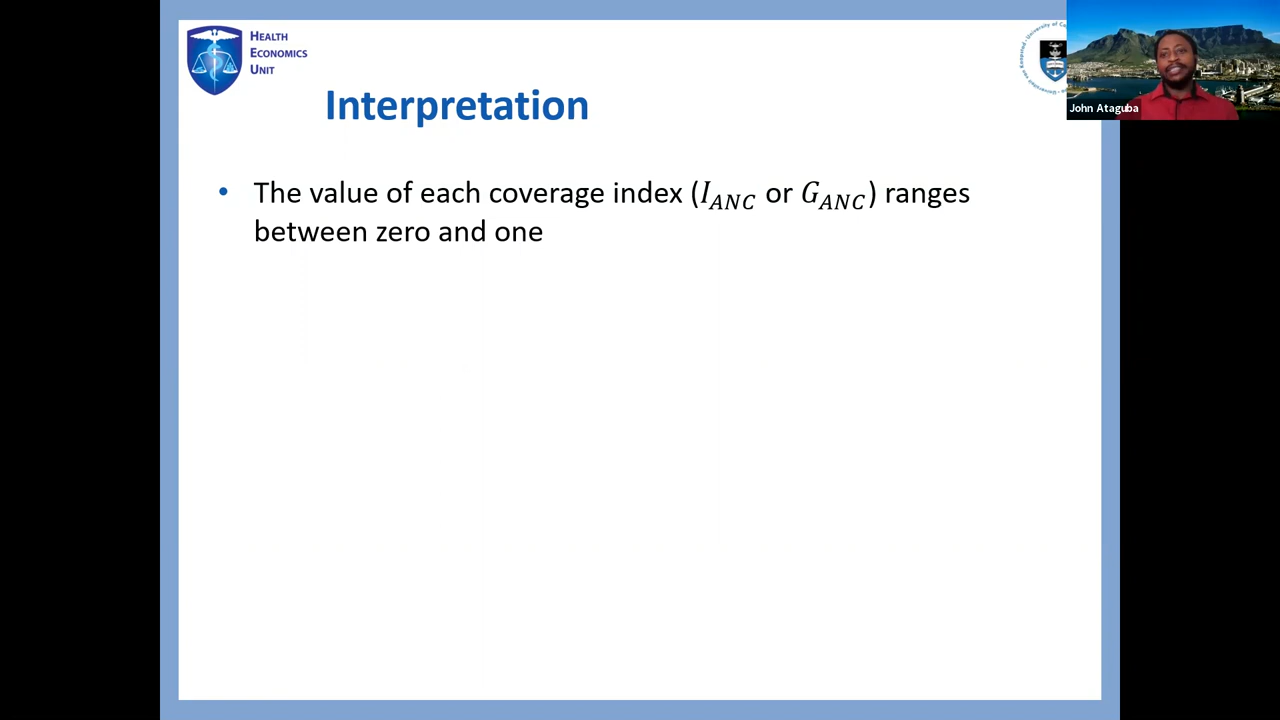 HEALTH
ECONOMICS
UNIT
John Ataguba
Interpretation
• The value of each coverage index (I_ANC or G_ANC) ranges
between zero and one